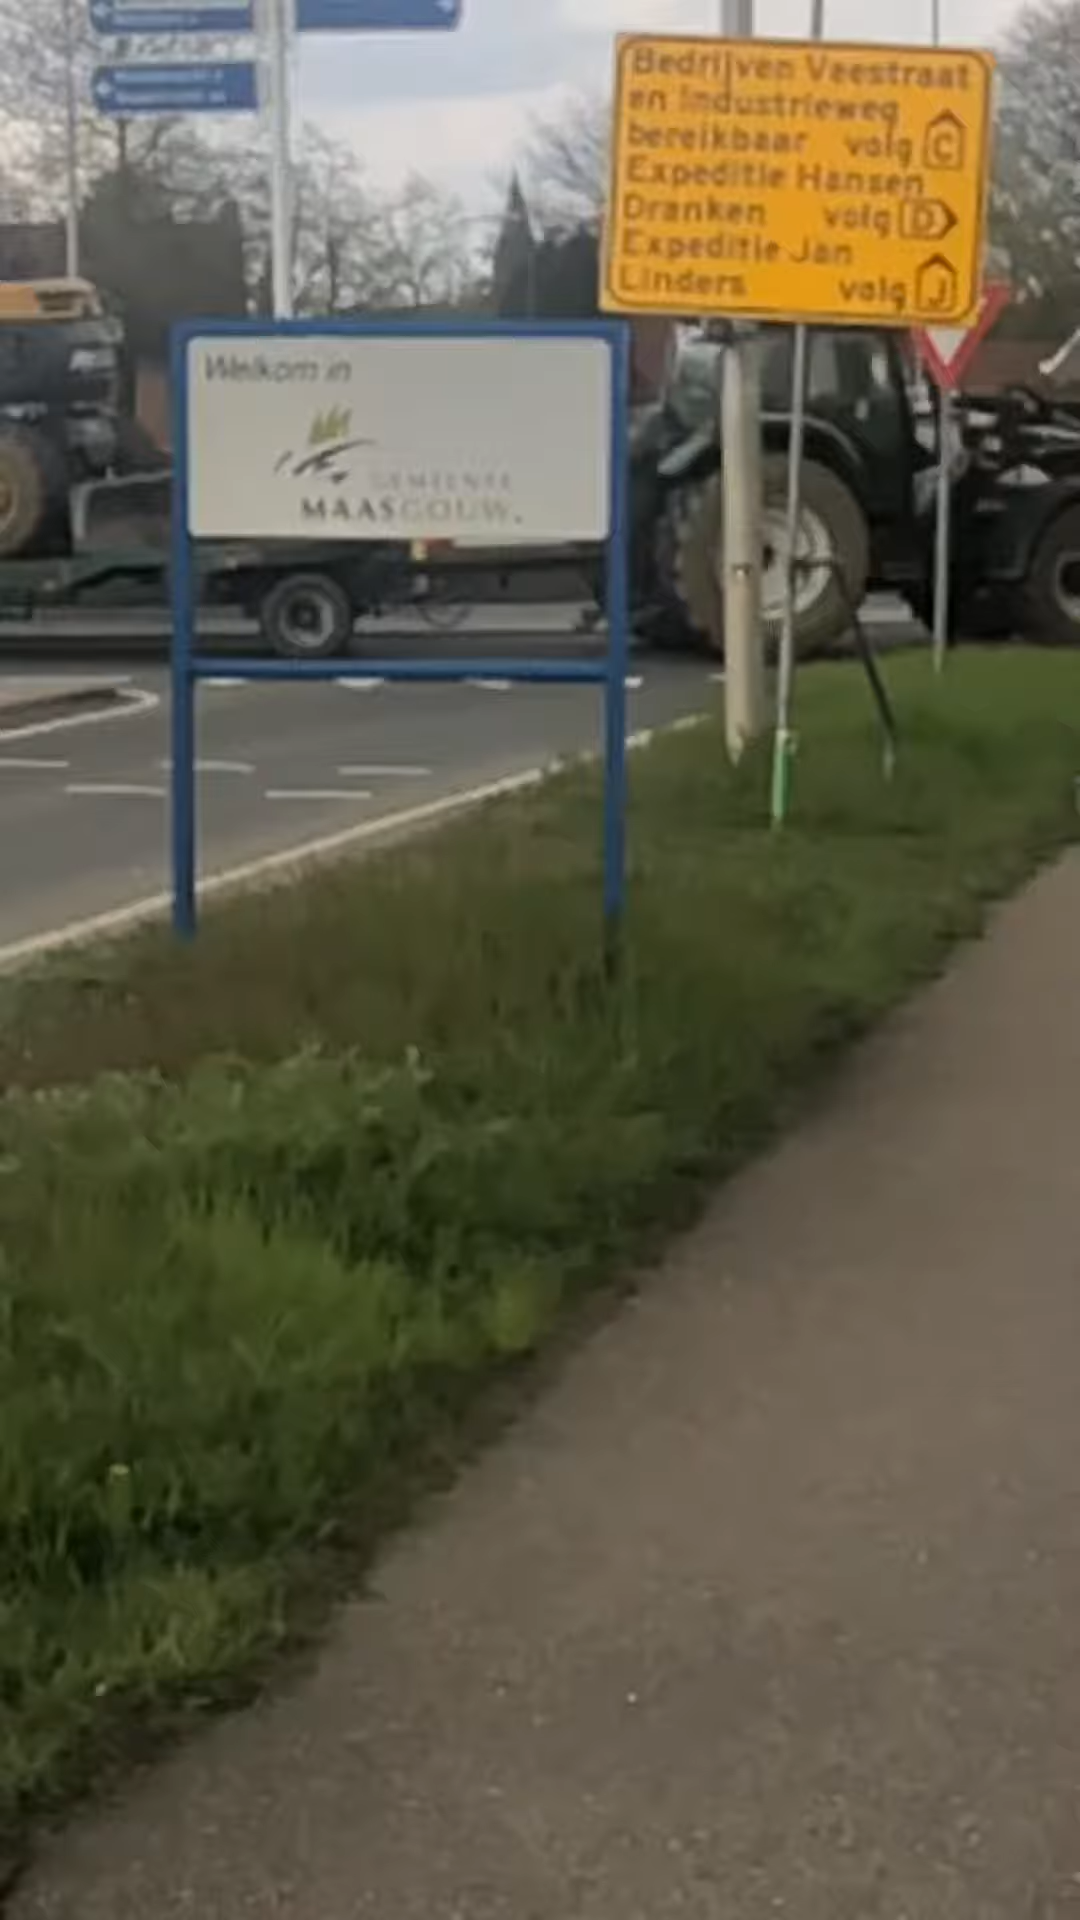 Bedrijven Veestraat
en Industrieweg
bereikbaar volg C
Expeditie Hansen
Dranken volg D
Expeditie Jan
Linders volg J
Welkom in
GEMEENTE
MAASGOUW.